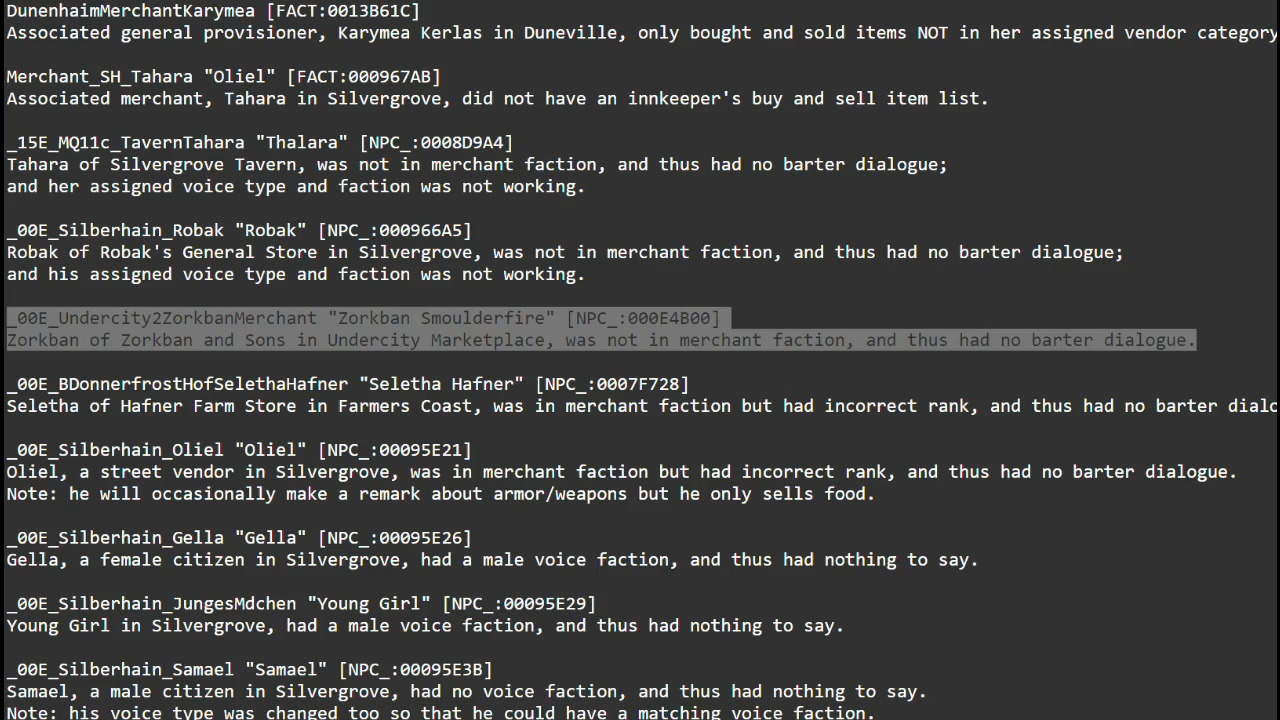 DunenhaimMerchantKarymea [FACT:0013B61C]
Associated general provisioner, Karymea Kerlas in Duneville, only bought and sold items NOT in her assigned vendor category
Merchant_SH_Tahara "Oliel" [FACT:000967AB]
Associated merchant, Tahara in Silvergrove, did not have an innkeeper's buy and sell item list.
_15E_MQ11c_TavernTahara "Thalara" [NPC_:0008D9A4]
Tahara of Silvergrove Tavern, was not in merchant faction, and thus had no barter dialogue;
and her assigned voice type and faction was not working.
_00E_Silberhain_Robak "Robak" [NPC_:000966A5]
Robak of Robak's General Store in Silvergrove, was not in merchant faction, and thus had no barter dialogue;
and his assigned voice type and faction was not working.
_00E_Undercity2ZorkbanMerchant "Zorkban Smoulderfire" [NPC_:000E4B00]
Zorkban of Zorkban and Sons in Undercity Marketplace, was not in merchant faction, and thus had no barter dialogue.
_00E_BDonnerfrostHofSelethaHafner "Seletha Hafner" [NPC_:0007F728]
Seletha of Hafner Farm Store in Farmers Coast, was in merchant faction but had incorrect rank, and thus had no barter dialo
_00E_Silberhain_Oliel "Oliel" [NPC_:00095E21]
Oliel, a street vendor in Silvergrove, was in merchant faction but had incorrect rank, and thus had no barter dialogue.
Note: he will occasionally make a remark about armor/weapons but he only sells food.
_00E_Silberhain_Gella "Gella" [NPC_:00095E26]
Gella, a female citizen in Silvergrove, had a male voice faction, and thus had nothing to say.
_00E_Silberhain_JungesMdchen "Young Girl" [NPC_:00095E29]
Young Girl in Silvergrove, had a male voice faction, and thus had nothing to say.
_00E_Silberhain_Samael "Samael" [NPC_:00095E3B]
Samael, a male citizen in Silvergrove, had no voice faction, and thus had nothing to say.
Note: his voice type was changed too so that he could have a matching voice faction.